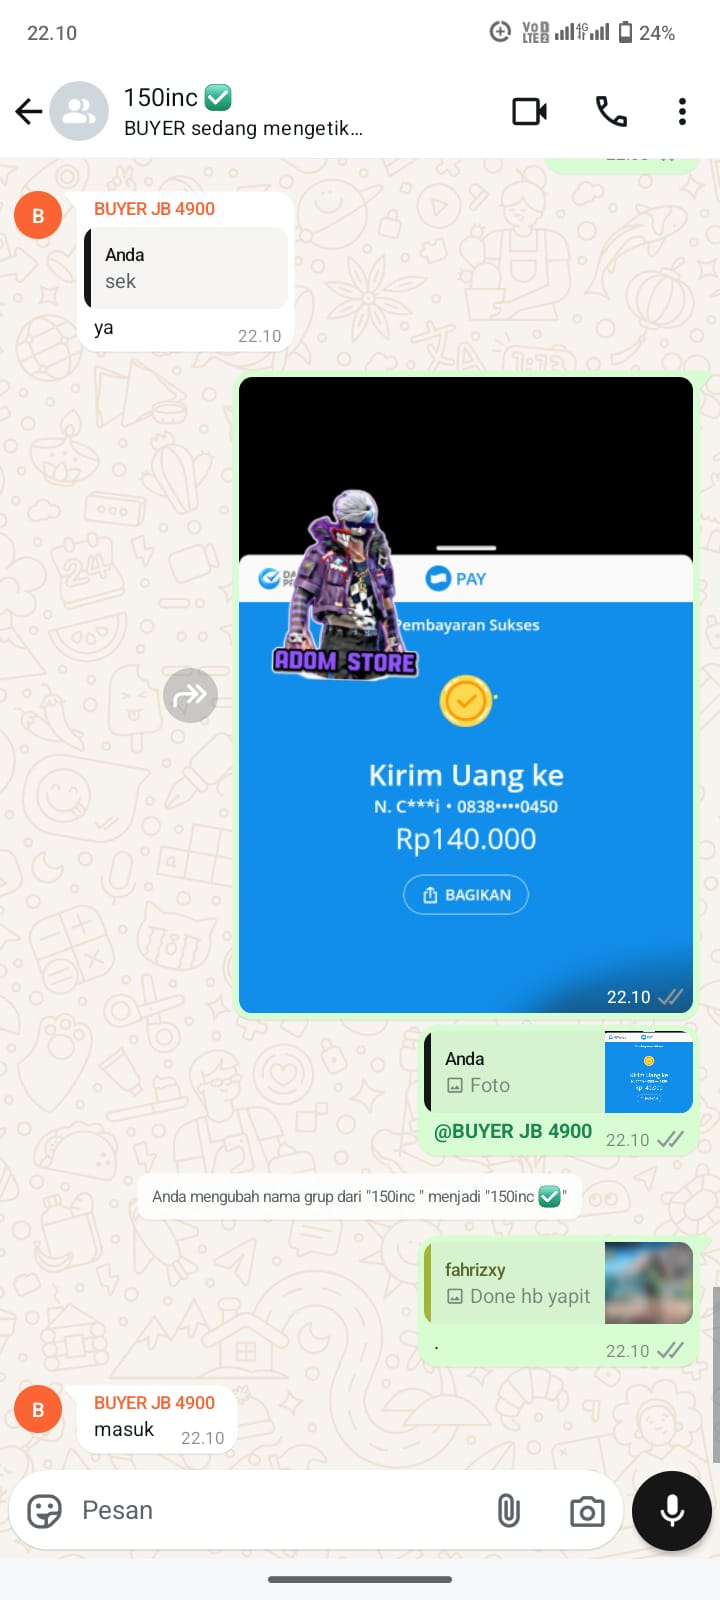 22.10
VoD
LTE2
4G
24%
150inc ✅
BUYER sedang mengetik...
B
BUYER JB 4900
Anda
sek
ya
22.10
PAY
Pembayaran Sukses
ADOM STORE
Kirim Uang ke
N. C***i • 0838••••0450
Rp140.000
BAGIKAN
22.10
Anda
Foto
@BUYER JB 4900
22.10
Anda mengubah nama grup dari "150inc " menjadi "150inc ✅"
fahrizxy
Done hb yapit
.
22.10
B
BUYER JB 4900
masuk
22.10
Pesan